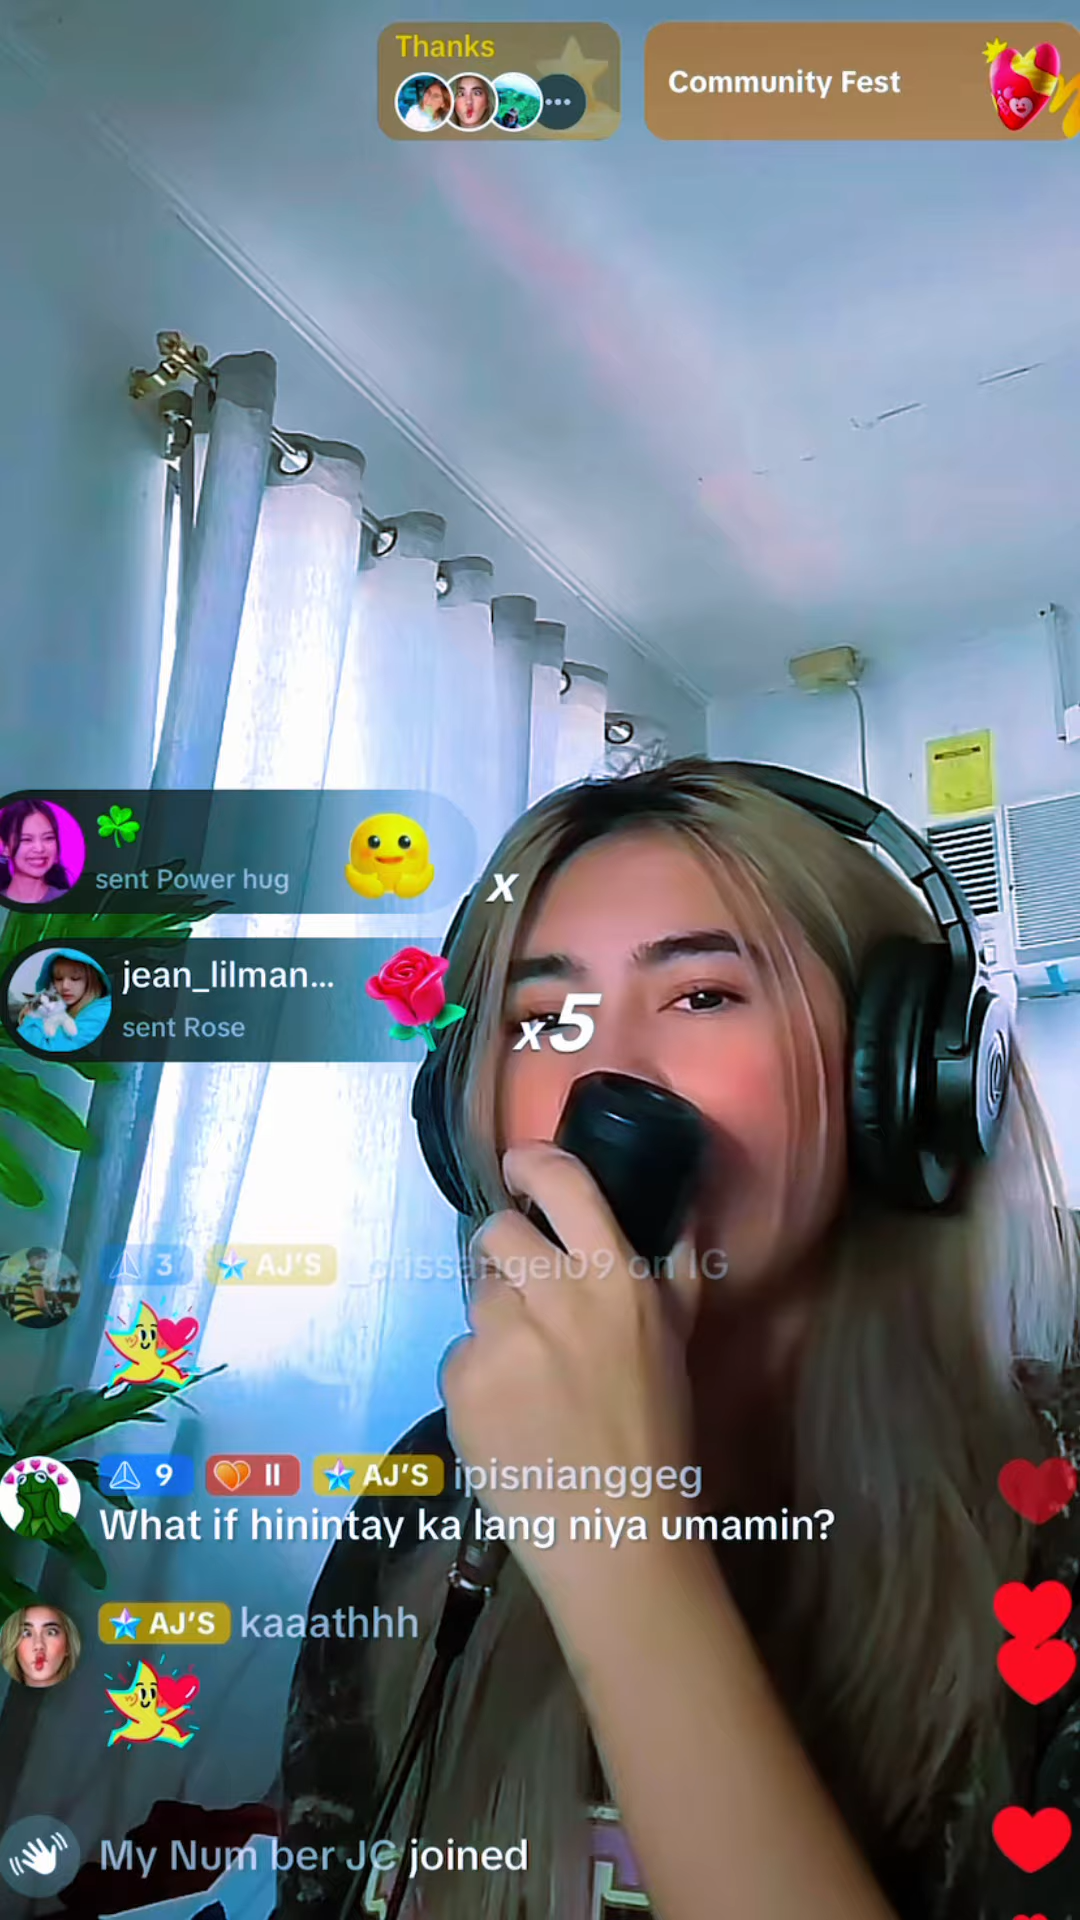 Thanks
Community Fest
☘️
sent Power hug
x
jean_lilman...
sent Rose
x5
3 AJ'S _crissangel09 on IG
9 II AJ'S ipisnianggeg
What if hinintay ka lang niya umamin?
AJ'S kaaathhh
My Num ber JC joined